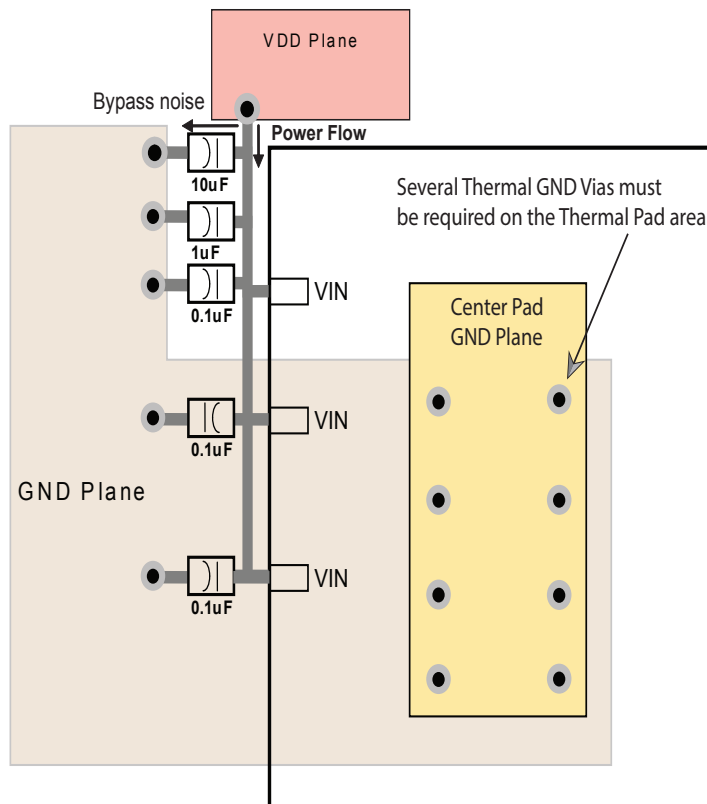 VDD Plane
Bypass noise
Power Flow
10uF
Several Thermal GND Vias must
be required on the Thermal Pad area
1uF
0.1uF
VIN
Center Pad
GND Plane
VIN
0.1uF
GND Plane
VIN
0.1uF